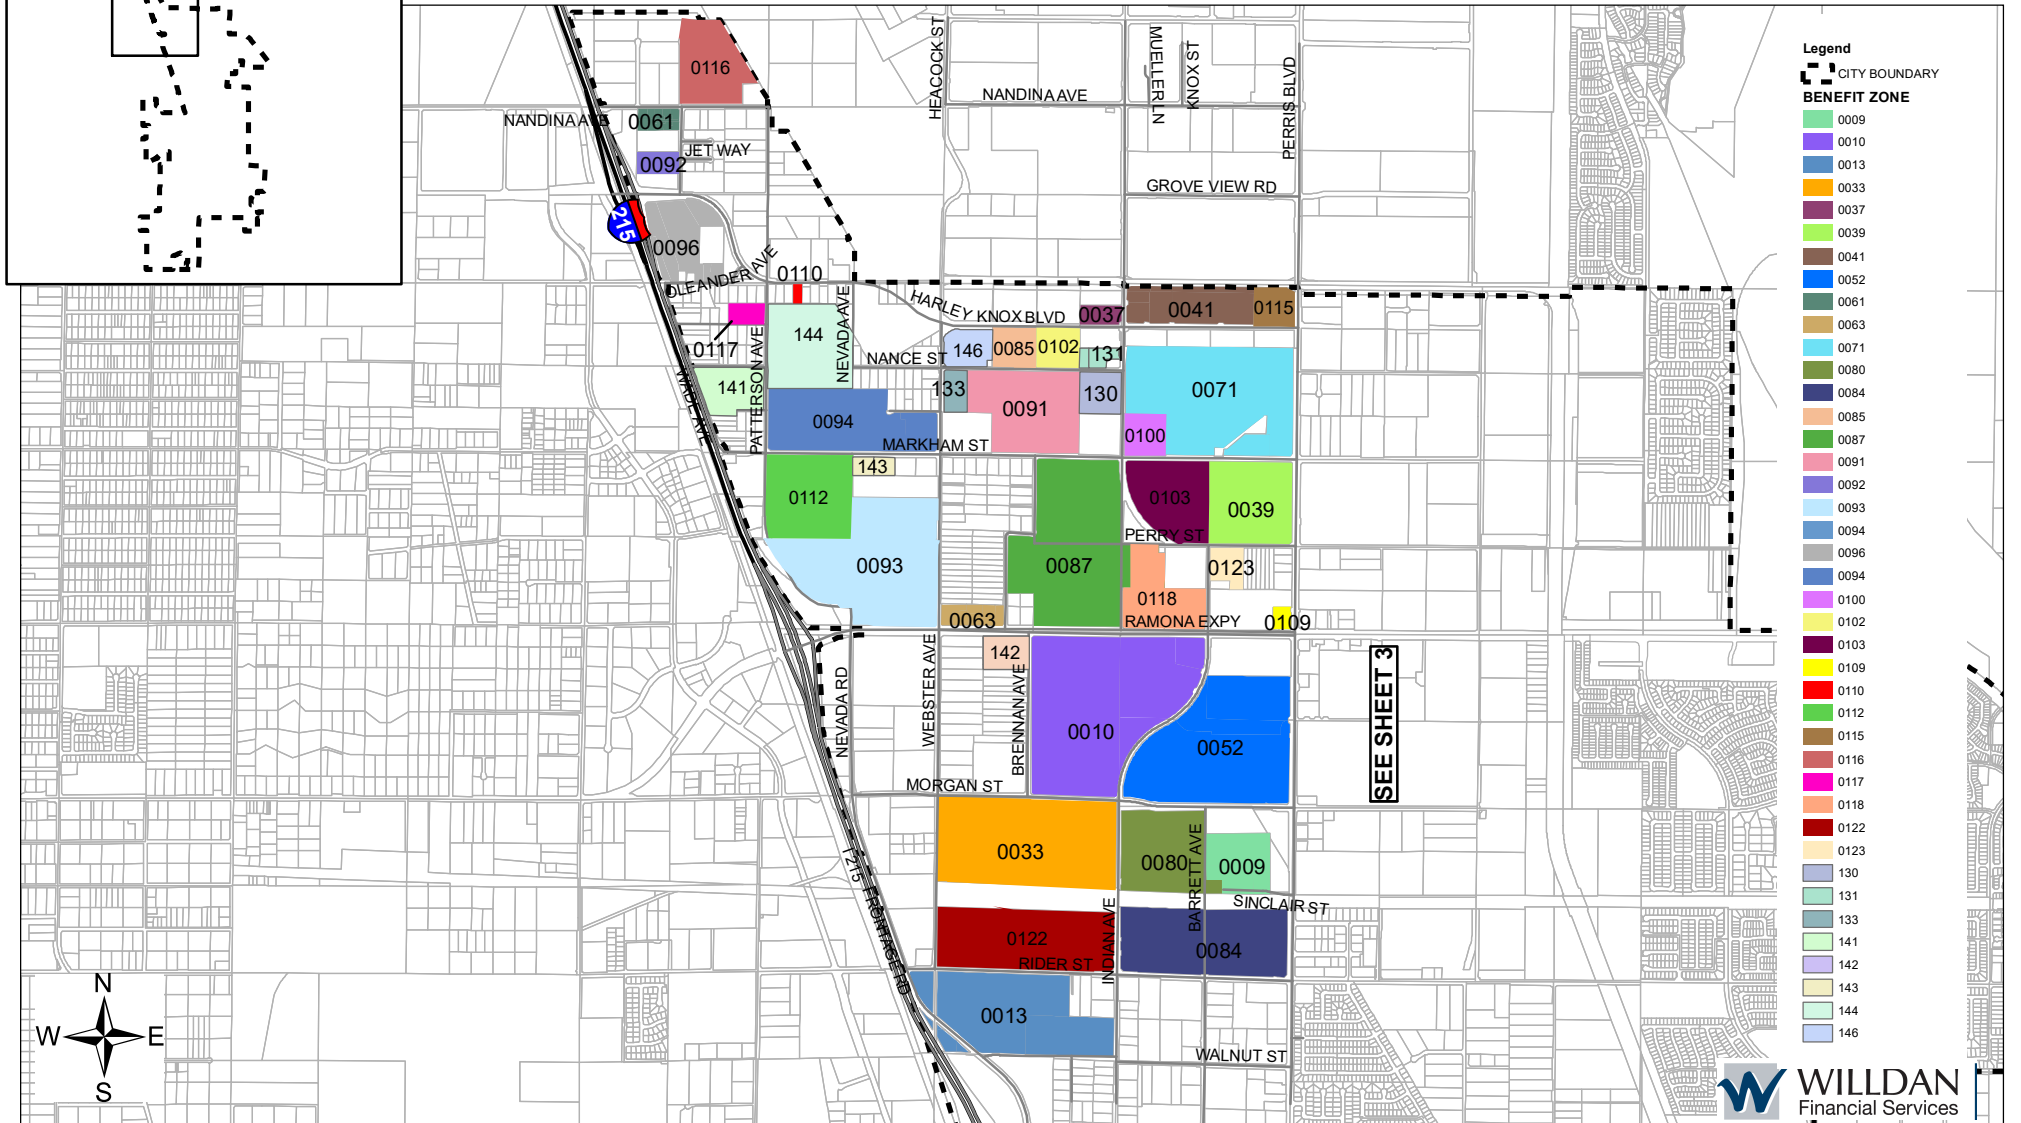 0116
HEACOCK ST
MUELLER LN
KNOX ST
PERRIS BLVD
NANDINA AVE
NANDINA AVE
0061
JET WAY
0092
GROVE VIEW RD
215
0096
OLEANDER AVE
0110
NEVADA AVE
HARLEY KNOX BLVD
0037
0041
0115
0117
PATTERSON AVE
144
NANCE ST
146
0085
0102
131
WADE AVE
141
133
0091
130
0071
0094
MARKHAM ST
0100
143
0112
0103
0039
PERRY ST
0093
0087
0123
0118
0063
RAMONA EXPY
0109
142
NEVADA RD
WEBSTER AVE
BRENNAN AVE
0010
0052
SEE SHEET 3
MORGAN ST
0033
0080
BARRETT AVE
0009
SINCLAIR ST
I 215 FRONTAGE RD
0122
INDIAN AVE
0084
RIDER ST
0013
WALNUT ST
N
W
E
S
Legend
CITY BOUNDARY
BENEFIT ZONE
0009
0010
0013
0033
0037
0039
0041
0052
0061
0063
0071
0080
0084
0085
0087
0091
0092
0093
0094
0096
0094
0100
0102
0103
0109
0110
0112
0115
0116
0117
0118
0122
0123
130
131
133
141
142
143
144
146
WILLDAN
Financial Services